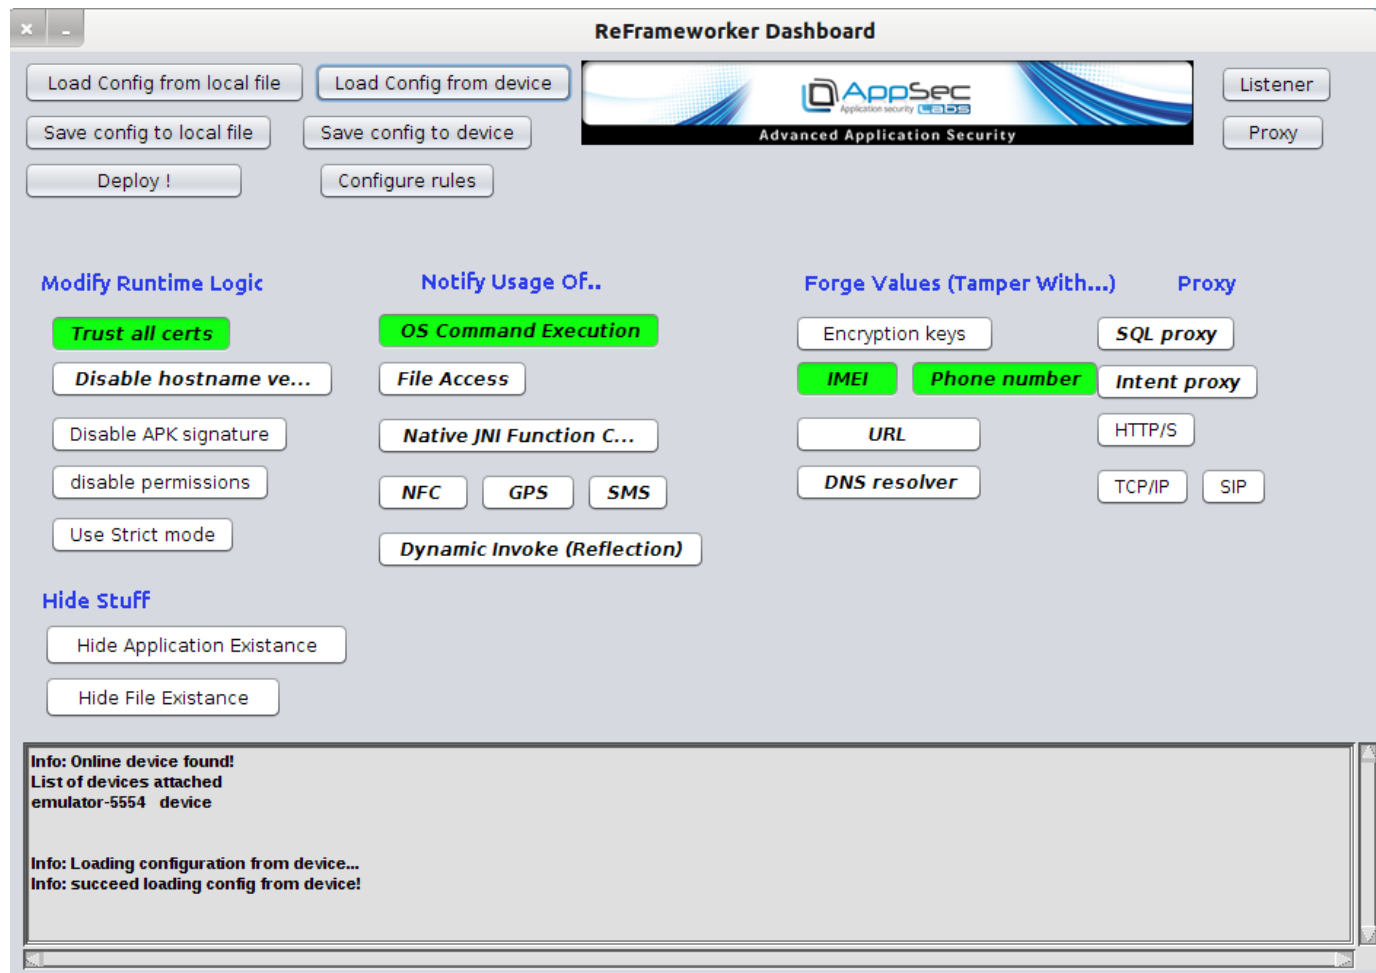 ReFrameworker Dashboard
Load Config from local file
Load Config from device
AppSec
Application security LABS
Advanced Application Security
Listener
Save config to local file
Save config to device
Proxy
Deploy !
Configure rules
Modify Runtime Logic
Trust all certs
Disable hostname ve...
Disable APK signature
disable permissions
Use Strict mode
Notify Usage Of..
OS Command Execution
File Access
Native JNI Function C...
NFC GPS SMS
Dynamic Invoke (Reflection)
Forge Values (Tamper With...)
Encryption keys
IMEI Phone number
URL
DNS resolver
Proxy
SQL proxy
Intent proxy
HTTP/S
TCP/IP SIP
Hide Stuff
Hide Application Existance
Hide File Existance
Info: Online device found!
List of devices attached
emulator-5554 device
Info: Loading configuration from device...
Info: succeed loading config from device!